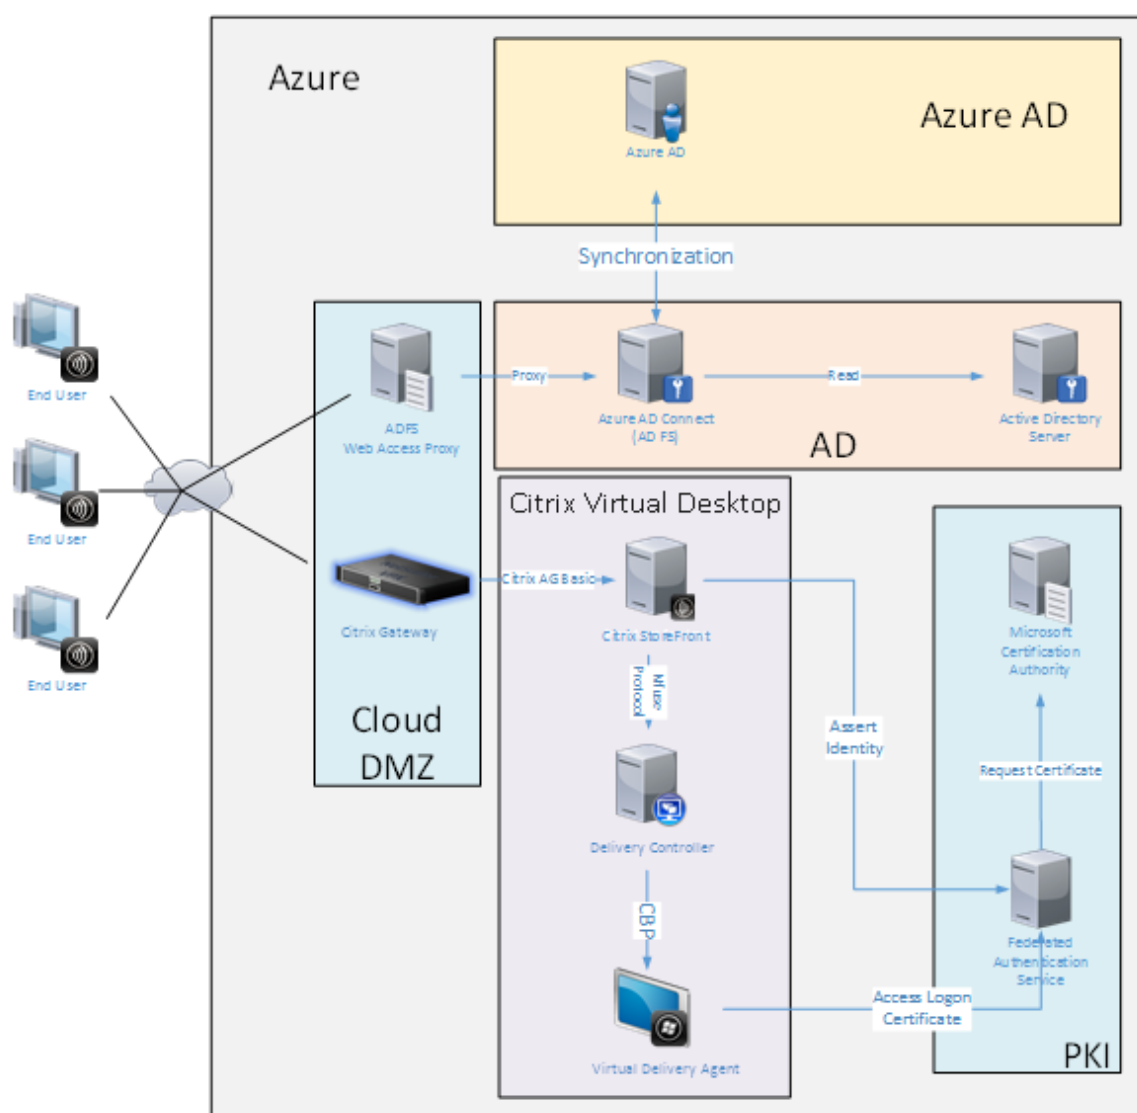 Azure
Azure AD
Azure AD
Synchronization
End User
End User
End User
ADFS
Web Access Proxy
Proxy
Azure AD Connect
(AD FS)
Read
Active Directory
Server
AD
Citrix Virtual Desktop
Citrix Gateway
Cloud
DMZ
Citrix AG Basic
Citrix StoreFront
Mfuse
Protocol
Delivery Controller
CBP
Virtual Delivery Agent
Assert
Identity
Access Logon
Certificate
Microsoft
Certification
Authority
Request Certificate
Federated
Authentication
Service
PKI